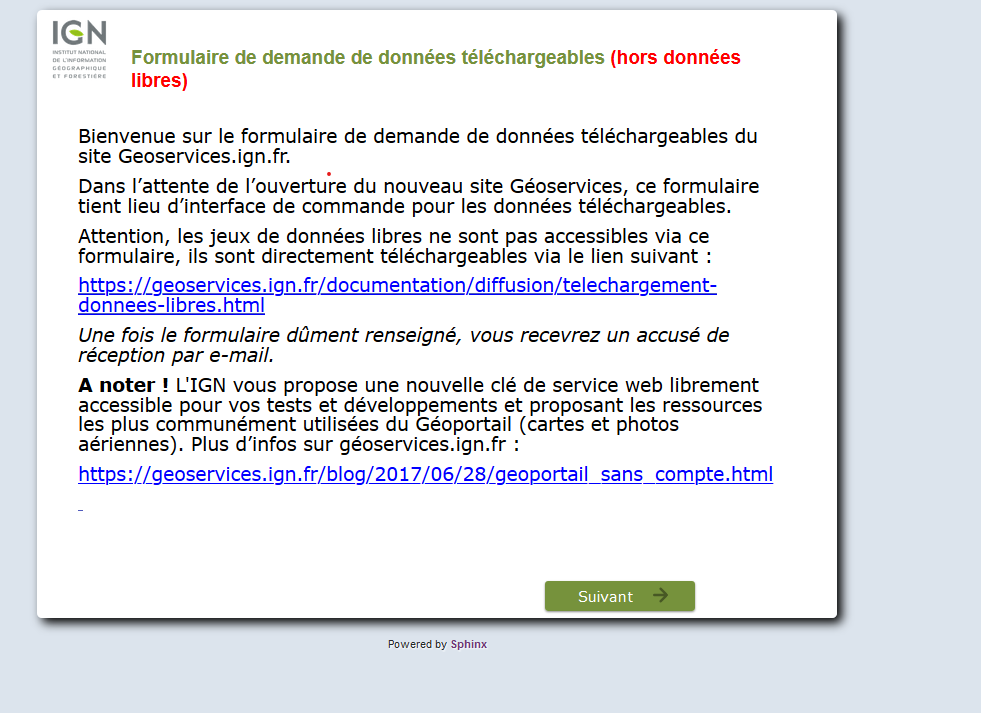 IGN
INSTITUT NATIONAL
DE L'INFORMATION
GÉOGRAPHIQUE
ET FORESTIÈRE
Formulaire de demande de données téléchargeables (hors données
libres)
Bienvenue sur le formulaire de demande de données téléchargeables du
site Geoservices.ign.fr.
Dans l’attente de l’ouverture du nouveau site Géoservices, ce formulaire
tient lieu d’interface de commande pour les données téléchargeables.
Attention, les jeux de données libres ne sont pas accessibles via ce
formulaire, ils sont directement téléchargeables via le lien suivant :
https://geoservices.ign.fr/documentation/diffusion/telechargement-
donnees-libres.html
Une fois le formulaire dûment renseigné, vous recevrez un accusé de
réception par e-mail.
A noter ! L'IGN vous propose une nouvelle clé de service web librement
accessible pour vos tests et développements et proposant les ressources
les plus communément utilisées du Géoportail (cartes et photos
aériennes). Plus d’infos sur géoservices.ign.fr :
https://geoservices.ign.fr/blog/2017/06/28/geoportail_sans_compte.html
Suivant
Powered by Sphinx